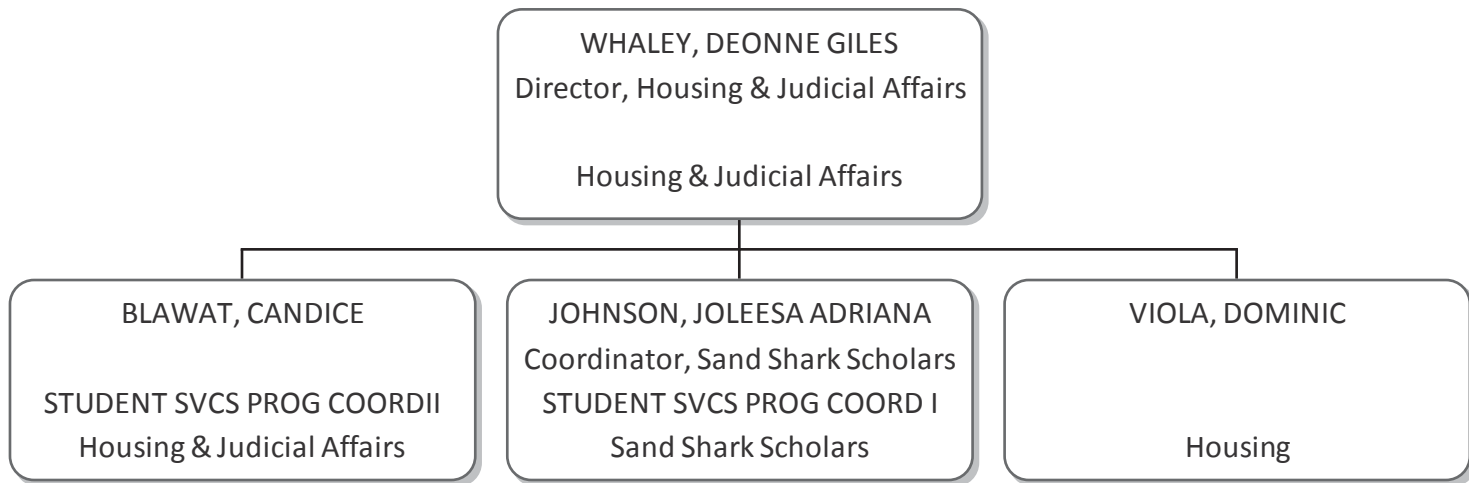 WHALEY, DEONNE GILES
Director, Housing & Judicial Affairs
Housing & Judicial Affairs
BLAWAT, CANDICE
STUDENT SVCS PROG COORDII
Housing & Judicial Affairs
JOHNSON, JOLEESA ADRIANA
Coordinator, Sand Shark Scholars
STUDENT SVCS PROG COORD I
Sand Shark Scholars
VIOLA, DOMINIC
Housing